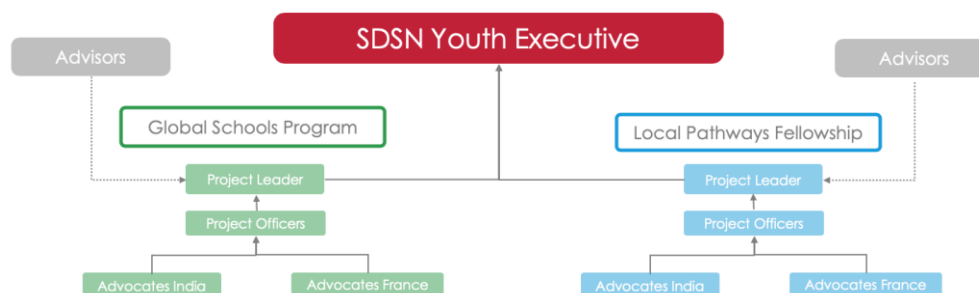 SDSN Youth Executive
Advisors
Advisors
Global Schools Program
Local Pathways Fellowship
Project Leader
Project Leader
Project Officers
Project Officers
Advocates India
Advocates France
Advocates India
Advocates France